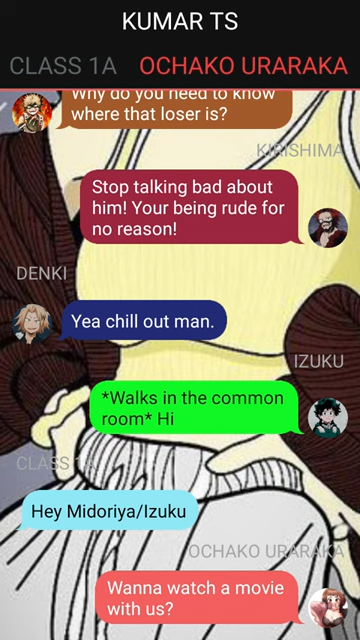 KUMAR TS
CLASS 1A OCHAKO URARAKA
Why do you need to know
where that loser is?
KIRISHIMA
Stop talking bad about
him! Your being rude for
no reason!
DENKI
Yea chill out man.
IZUKU
*Walks in the common
room* Hi
CLASS 1A
Hey Midoriya/Izuku
OCHAKO URARAKA
Wanna watch a movie
with us?